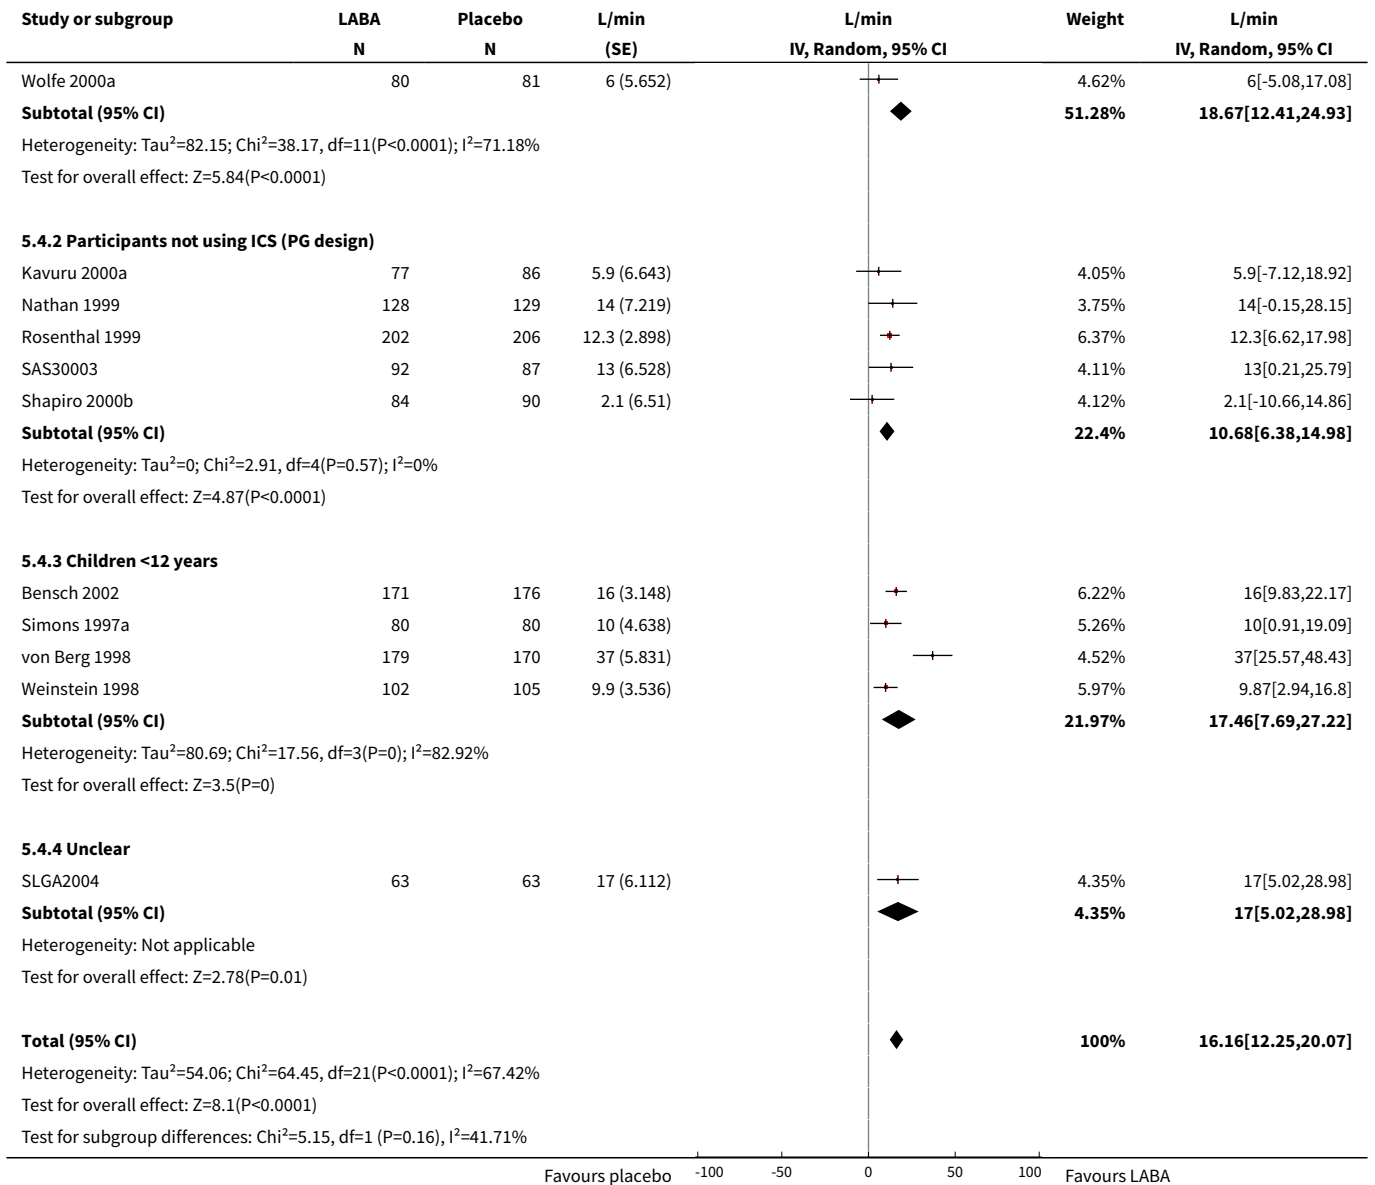 Study or subgroup LABA Placebo L/min L/min Weight L/min
N N (SE) IV, Random, 95% CI IV, Random, 95% CI
Wolfe 2000a 80 81 6 (5.652) 4.62% 6[-5.08,17.08]
Subtotal (95% CI) 51.28% 18.67[12.41,24.93]
Heterogeneity: Tau²=82.15; Chi²=38.17, df=11(P<0.0001); I²=71.18%
Test for overall effect: Z=5.84(P<0.0001)
5.4.2 Participants not using ICS (PG design)
Kavuru 2000a 77 86 5.9 (6.643) 4.05% 5.9[-7.12,18.92]
Nathan 1999 128 129 14 (7.219) 3.75% 14[-0.15,28.15]
Rosenthal 1999 202 206 12.3 (2.898) 6.37% 12.3[6.62,17.98]
SAS30003 92 87 13 (6.528) 4.11% 13[0.21,25.79]
Shapiro 2000b 84 90 2.1 (6.51) 4.12% 2.1[-10.66,14.86]
Subtotal (95% CI) 22.4% 10.68[6.38,14.98]
Heterogeneity: Tau²=0; Chi²=2.91, df=4(P=0.57); I²=0%
Test for overall effect: Z=4.87(P<0.0001)
5.4.3 Children <12 years
Bensch 2002 171 176 16 (3.148) 6.22% 16[9.83,22.17]
Simons 1997a 80 80 10 (4.638) 5.26% 10[0.91,19.09]
von Berg 1998 179 170 37 (5.831) 4.52% 37[25.57,48.43]
Weinstein 1998 102 105 9.9 (3.536) 5.97% 9.87[2.94,16.8]
Subtotal (95% CI) 21.97% 17.46[7.69,27.22]
Heterogeneity: Tau²=80.69; Chi²=17.56, df=3(P=0); I²=82.92%
Test for overall effect: Z=3.5(P=0)
5.4.4 Unclear
SLGA2004 63 63 17 (6.112) 4.35% 17[5.02,28.98]
Subtotal (95% CI) 4.35% 17[5.02,28.98]
Heterogeneity: Not applicable
Test for overall effect: Z=2.78(P=0.01)
Total (95% CI) 100% 16.16[12.25,20.07]
Heterogeneity: Tau²=54.06; Chi²=64.45, df=21(P<0.0001); I²=67.42%
Test for overall effect: Z=8.1(P<0.0001)
Test for subgroup differences: Chi²=5.15, df=1 (P=0.16), I²=41.71%
Favours placebo -100 -50 0 50 100 Favours LABA